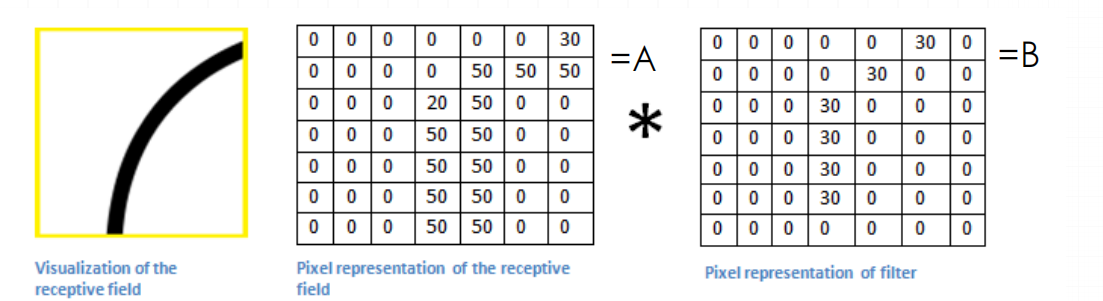 0 0 0 0 0 0 30
0 0 0 0 50 50 50
0 0 0 20 50 0 0
0 0 0 50 50 0 0
0 0 0 50 50 0 0
0 0 0 50 50 0 0
0 0 0 50 50 0 0
=A
*
0 0 0 0 0 30 0
0 0 0 0 30 0 0
0 0 0 30 0 0 0
0 0 0 30 0 0 0
0 0 0 30 0 0 0
0 0 0 30 0 0 0
0 0 0 0 0 0 0
=B
Visualization of the
receptive field
Pixel representation of the receptive
field
Pixel representation of filter